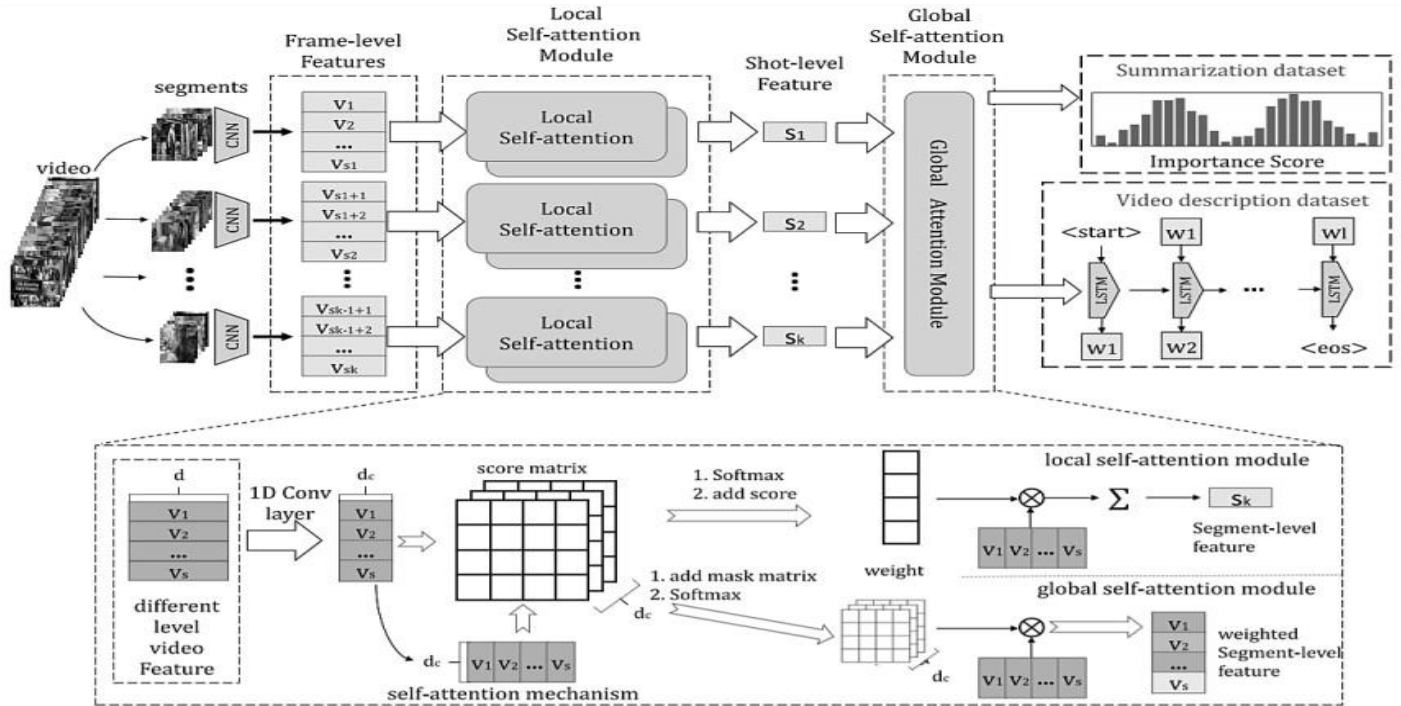 Local
Self-attention
Module
Global
Self-attention
Module
Frame-level
Features
Shot-level
Feature
segments
video
CNN
CNN
CNN
V1
V2
...
Vs1
Vs1+1
Vs1+2
...
Vs2
Vsk-1+1
Vsk-1+2
...
Vsk
Local
Self-attention
Local
Self-attention
Local
Self-attention
S1
S2
Sk
Global Attention Module
Summarization dataset
Importance Score
Video description dataset
<start>
w1
wl
LSTM
LSTM
...
LSTM
w1
w2
<eos>
d
V1
V2
...
Vs
different
level
video
Feature
1D Conv
layer
dc
V1
V2
...
Vs
score matrix
dc
dc
V1 V2 ... Vs
self-attention mechanism
1. Softmax
2. add score
1. add mask matrix
2. Softmax
weight
dc
local self-attention module
Σ
Sk
V1 V2 ... Vs
Segment-level
feature
global self-attention module
V1 V2 ... Vs
V1
V2
...
Vs
weighted
Segment-level
feature